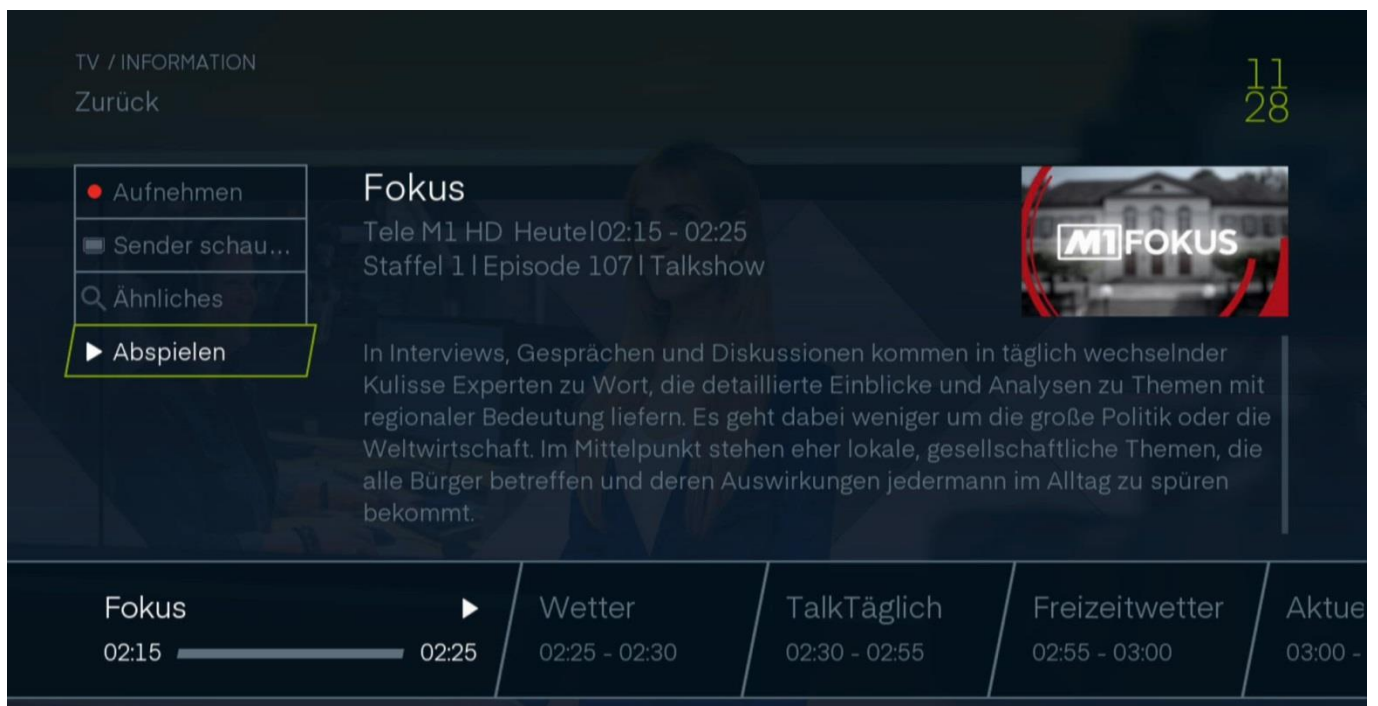 TV / INFORMATION
Zurück
11
28
Aufnehmen
Sender schau...
Ähnliches
Abspielen
Fokus
Tele M1 HD Heute|02:15 - 02:25
Staffel 1 | Episode 107 | Talkshow
M1 FOKUS
In Interviews, Gesprächen und Diskussionen kommen in täglich wechselnder
Kulisse Experten zu Wort, die detaillierte Einblicke und Analysen zu Themen mit
regionaler Bedeutung liefern. Es geht dabei weniger um die große Politik oder die
Weltwirtschaft. Im Mittelpunkt stehen eher lokale, gesellschaftliche Themen, die
alle Bürger betreffen und deren Auswirkungen jedermann im Alltag zu spüren
bekommt.
Fokus
02:15 02:25
Wetter
02:25 - 02:30
TalkTäglich
02:30 - 02:55
Freizeitwetter
02:55 - 03:00
Aktue
03:00 -